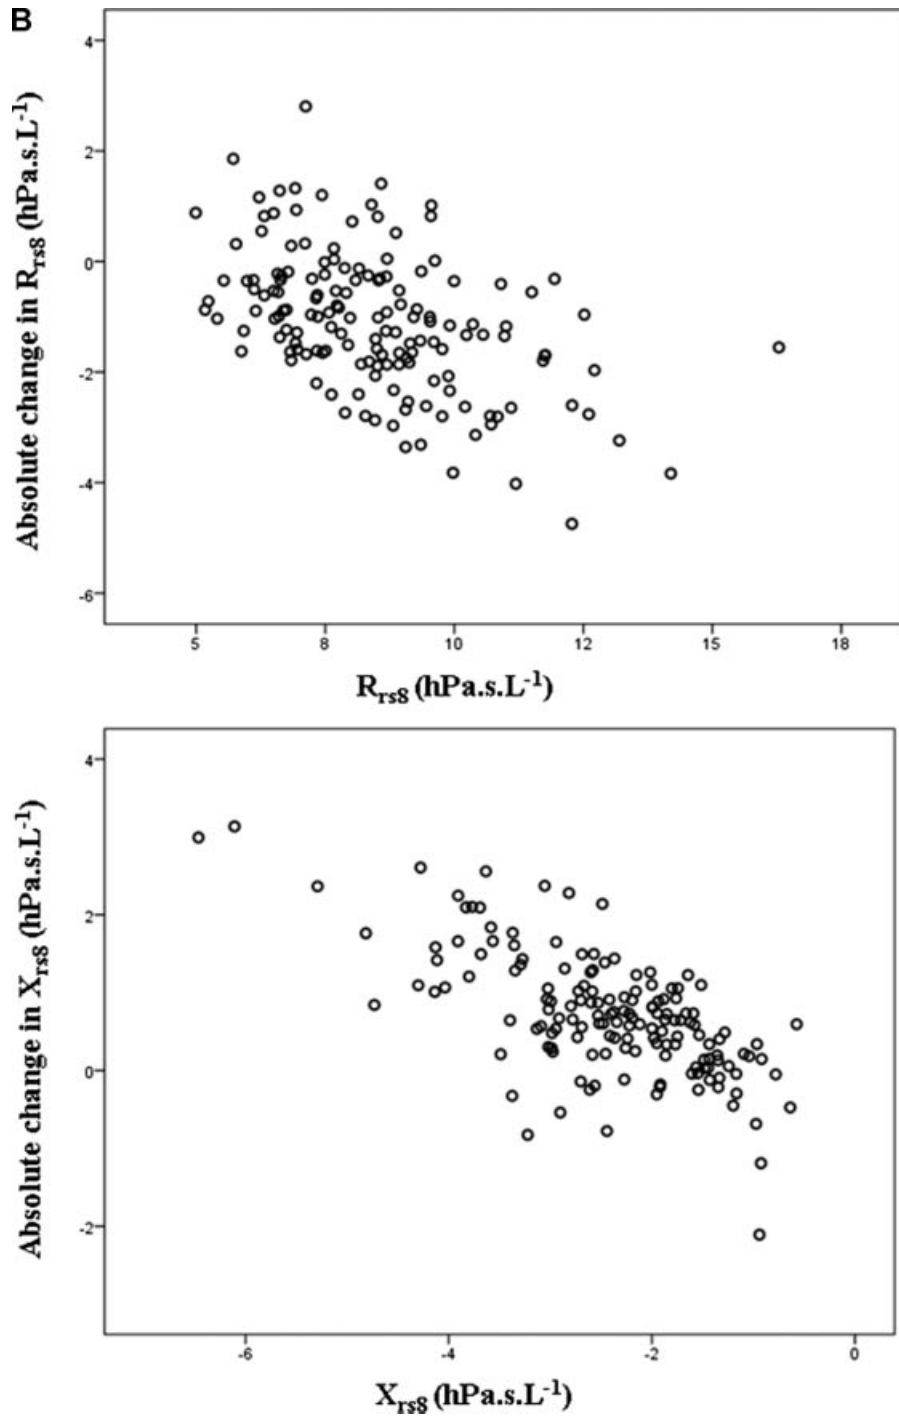 B
Absolute change in Rrs8 (hPa.s.L-1)
4
2
0
-2
-4
-6
5 8 10 12 15 18
Rrs8 (hPa.s.L-1)
Absolute change in Xrs8 (hPa.s.L-1)
4
2
0
-2
-6 -4 -2 0
Xrs8 (hPa.s.L-1)